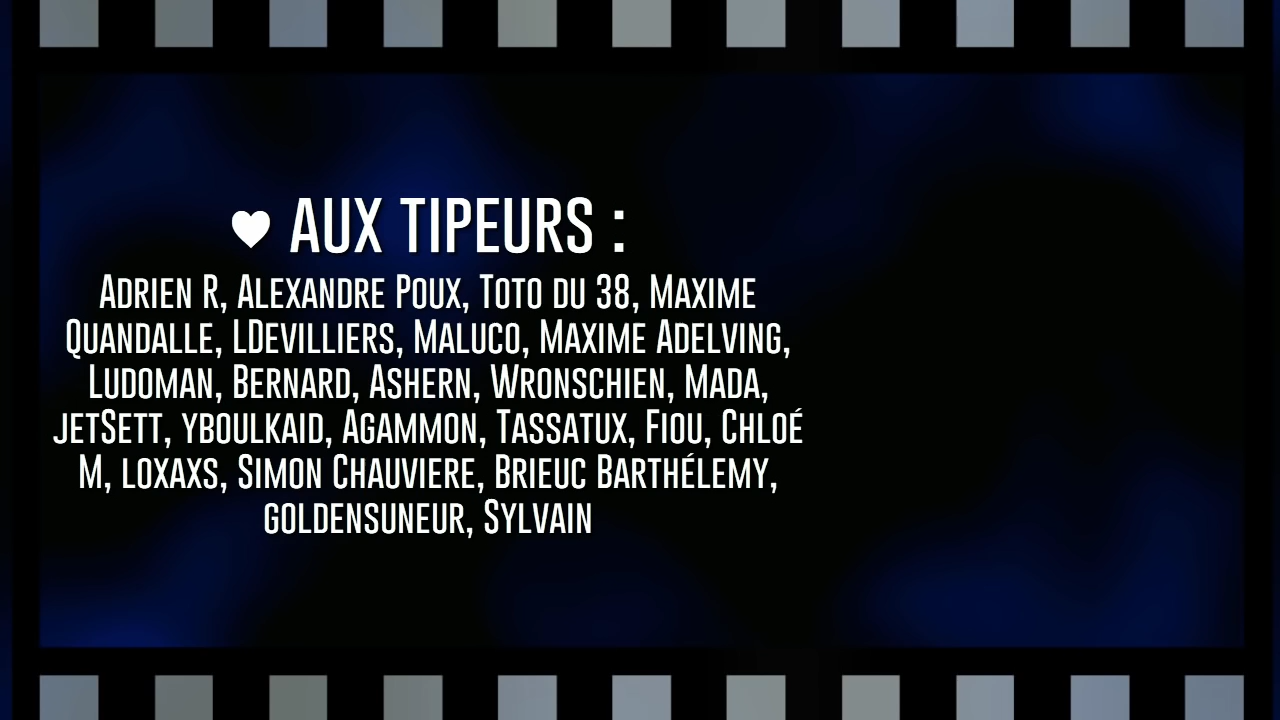 ♥ AUX TIPEURS :
Adrien R, Alexandre Poux, Toto du 38, Maxime
Quandalle, LDevilliers, Maluco, Maxime Adelving,
Ludoman, Bernard, Ashern, Wronschien, Mada,
jetSett, yboulkaid, Agammon, Tassatux, Fiou, Chloé
M, loxaxs, Simon Chauviere, Brieuc Barthélemy,
goldensuneur, Sylvain